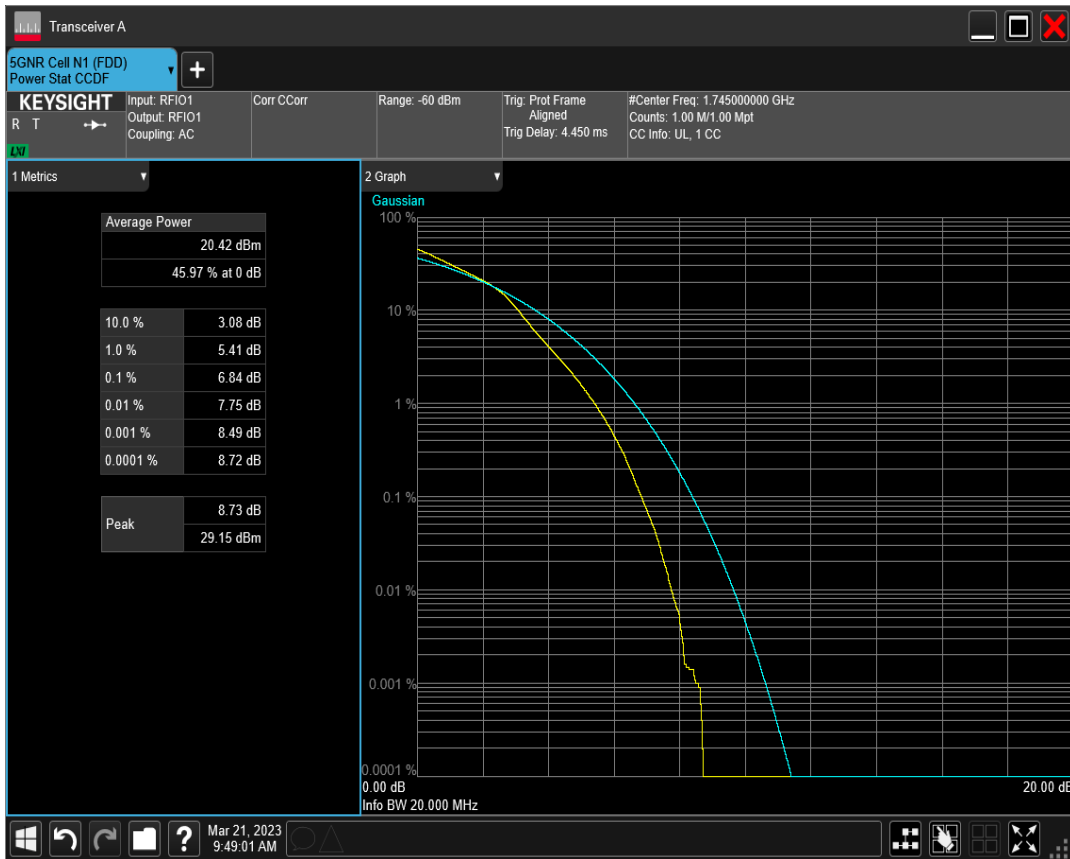 Transceiver A
5GNR Cell N1 (FDD)
Power Stat CCDF
+
KEYSIGHT
R T
LXI
Input: RFIO1
Output: RFIO1
Coupling: AC
Corr CCorr
Range: -60 dBm
Trig: Prot Frame
Aligned
Trig Delay: 4.450 ms
#Center Freq: 1.745000000 GHz
Counts: 1.00 M/1.00 Mpt
CC Info: UL, 1 CC
1 Metrics
Average Power
20.42 dBm
45.97 % at 0 dB
10.0 % 3.08 dB
1.0 % 5.41 dB
0.1 % 6.84 dB
0.01 % 7.75 dB
0.001 % 8.49 dB
0.0001 % 8.72 dB
Peak
8.73 dB
29.15 dBm
2 Graph
Gaussian
100 %
10 %
1 %
0.1 %
0.01 %
0.001 %
0.0001 %
0.00 dB
20.00 dB
Info BW 20.000 MHz
?
Mar 21, 2023
9:49:01 AM